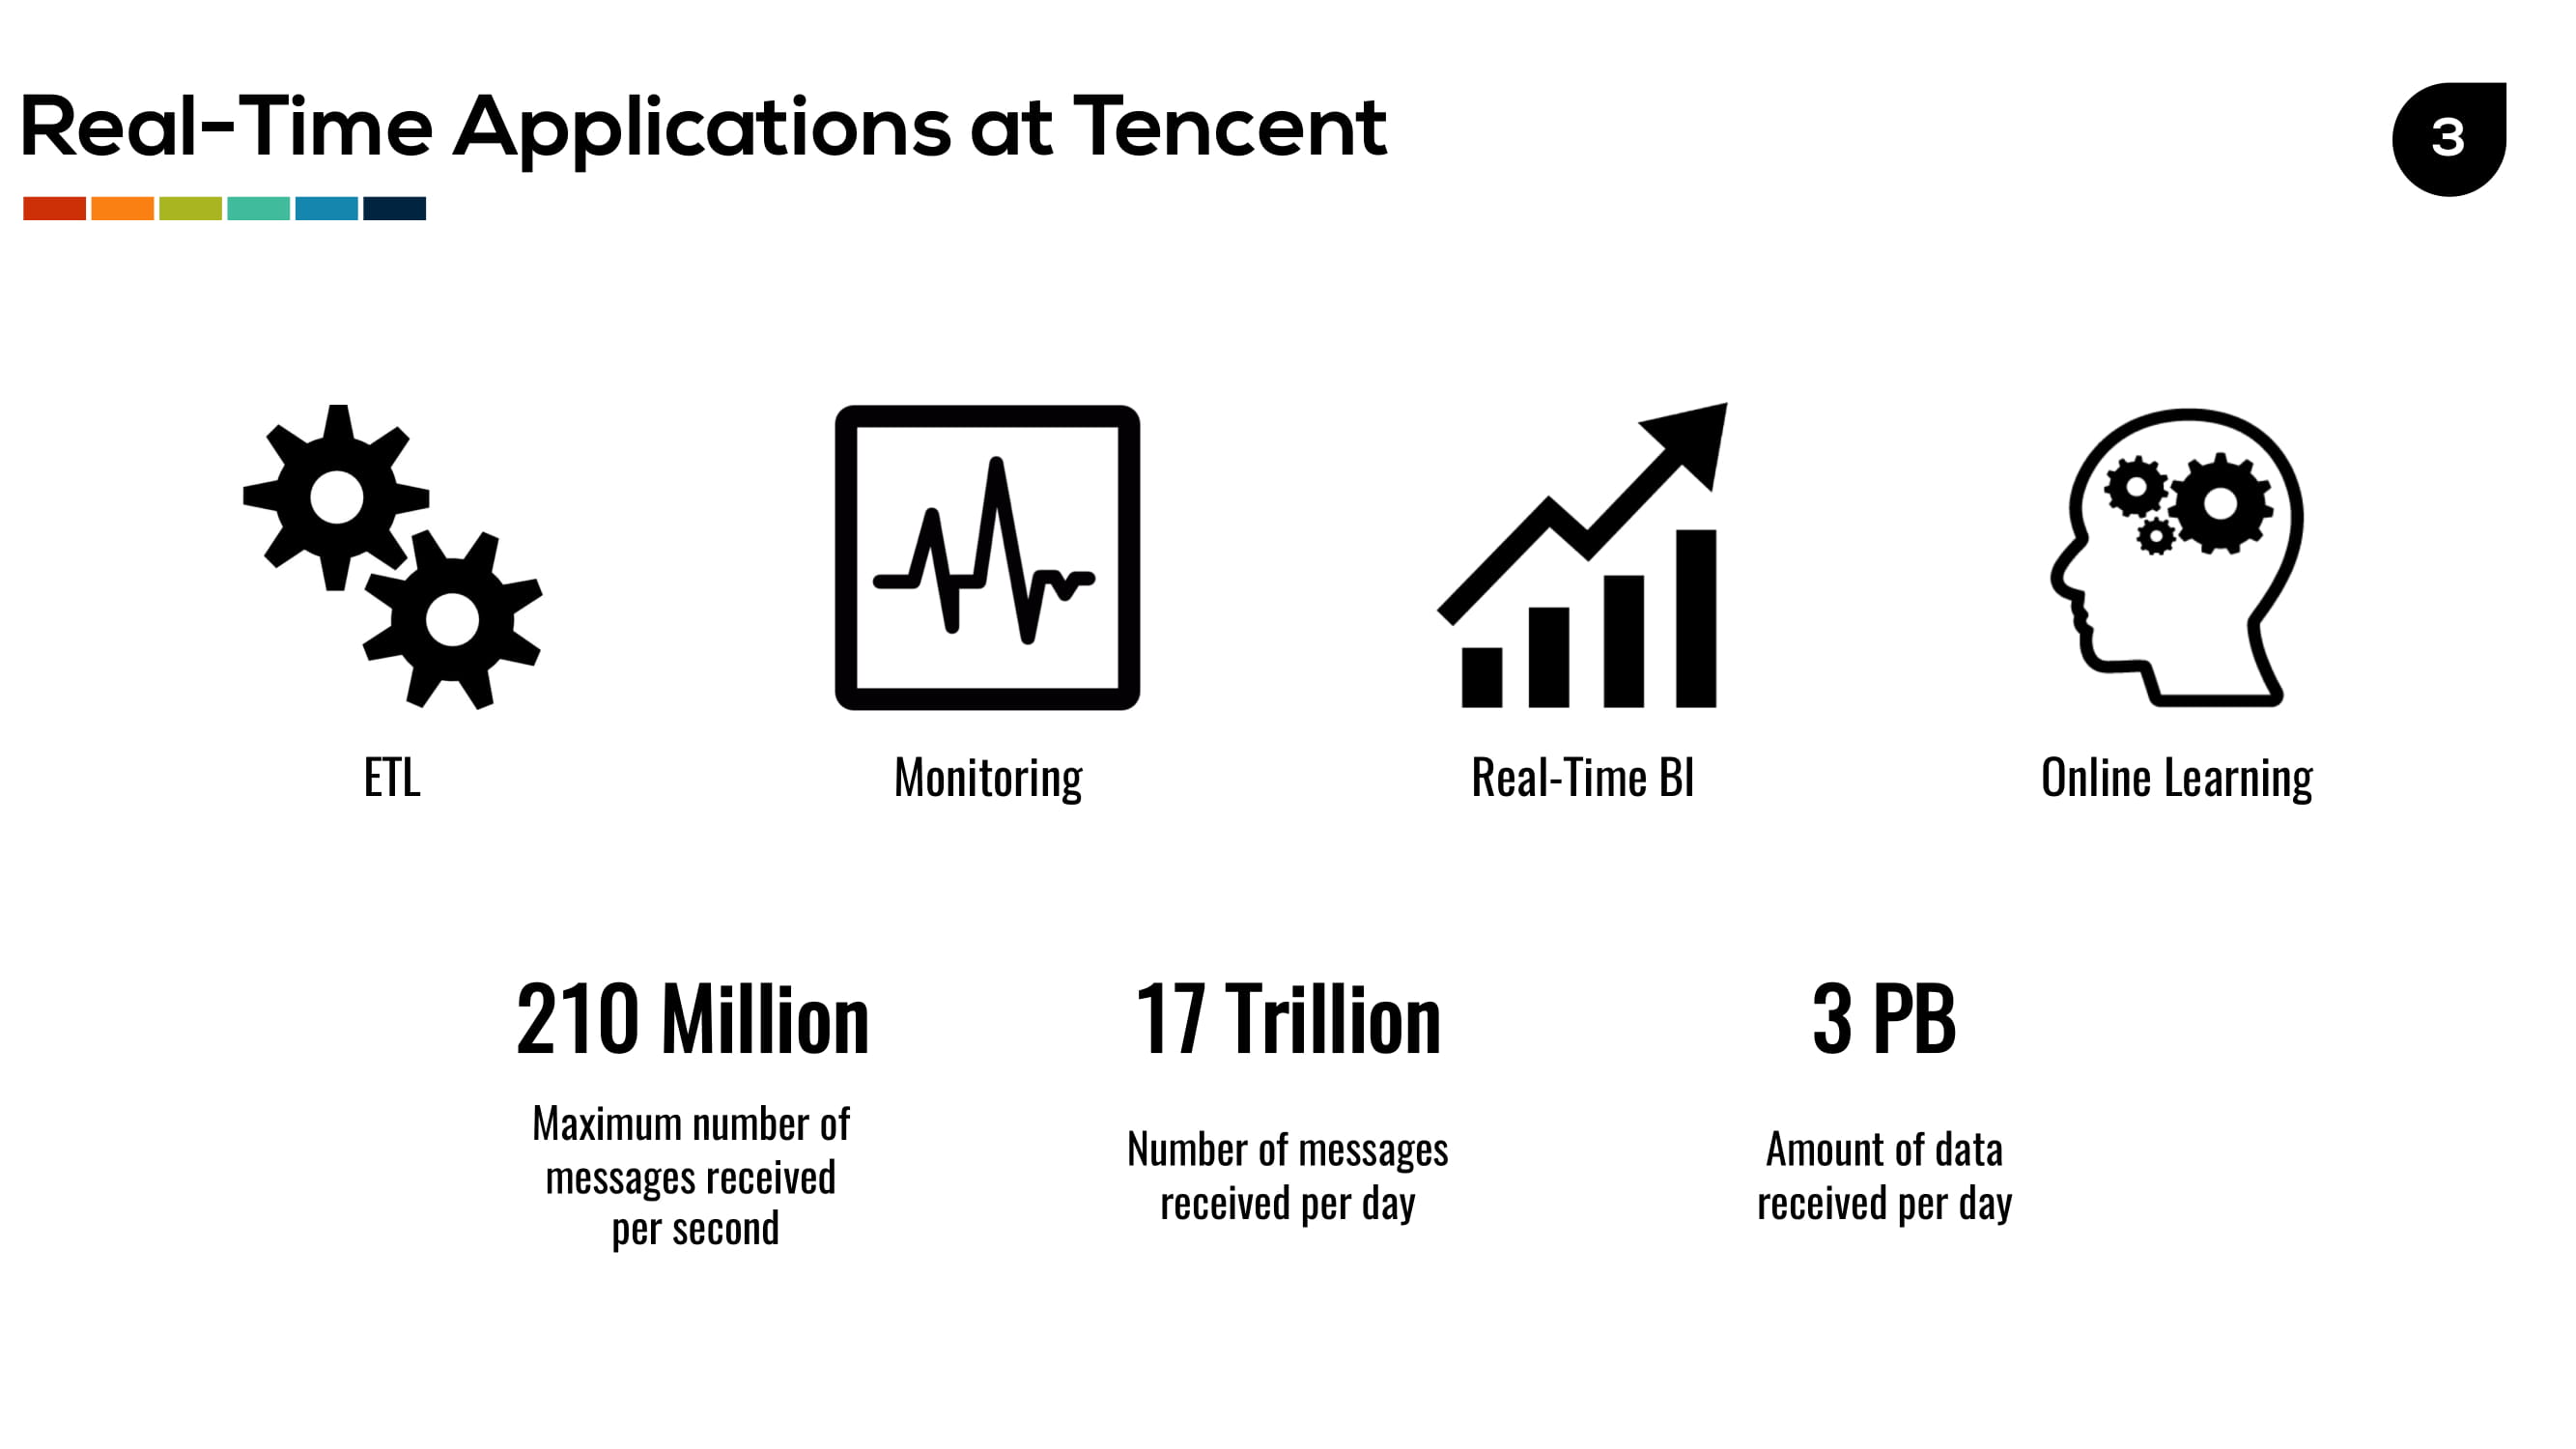 Real-Time Applications at Tencent
3
ETL
Monitoring
Real-Time BI
Online Learning
210 Million
Maximum number of
messages received
per second
17 Trillion
Number of messages
received per day
3 PB
Amount of data
received per day